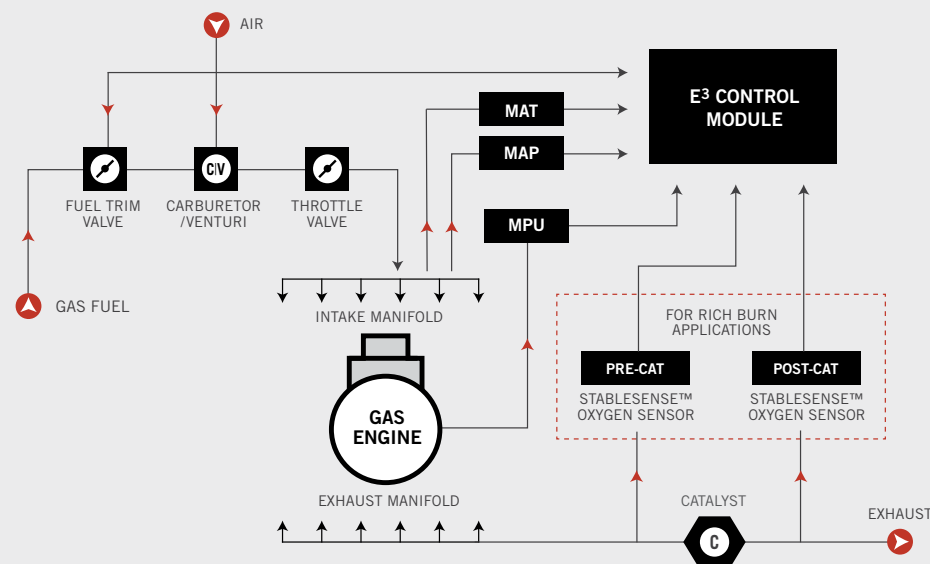 AIR
E³ CONTROL
MODULE
MAT
MAP
C|V
FUEL TRIM
VALVE
CARBURETOR
/VENTURI
THROTTLE
VALVE
MPU
GAS FUEL
INTAKE MANIFOLD
FOR RICH BURN
APPLICATIONS
PRE-CAT
STABLESENSE™
OXYGEN SENSOR
POST-CAT
STABLESENSE™
OXYGEN SENSOR
GAS
ENGINE
EXHAUST MANIFOLD
CATALYST
C
EXHAUST